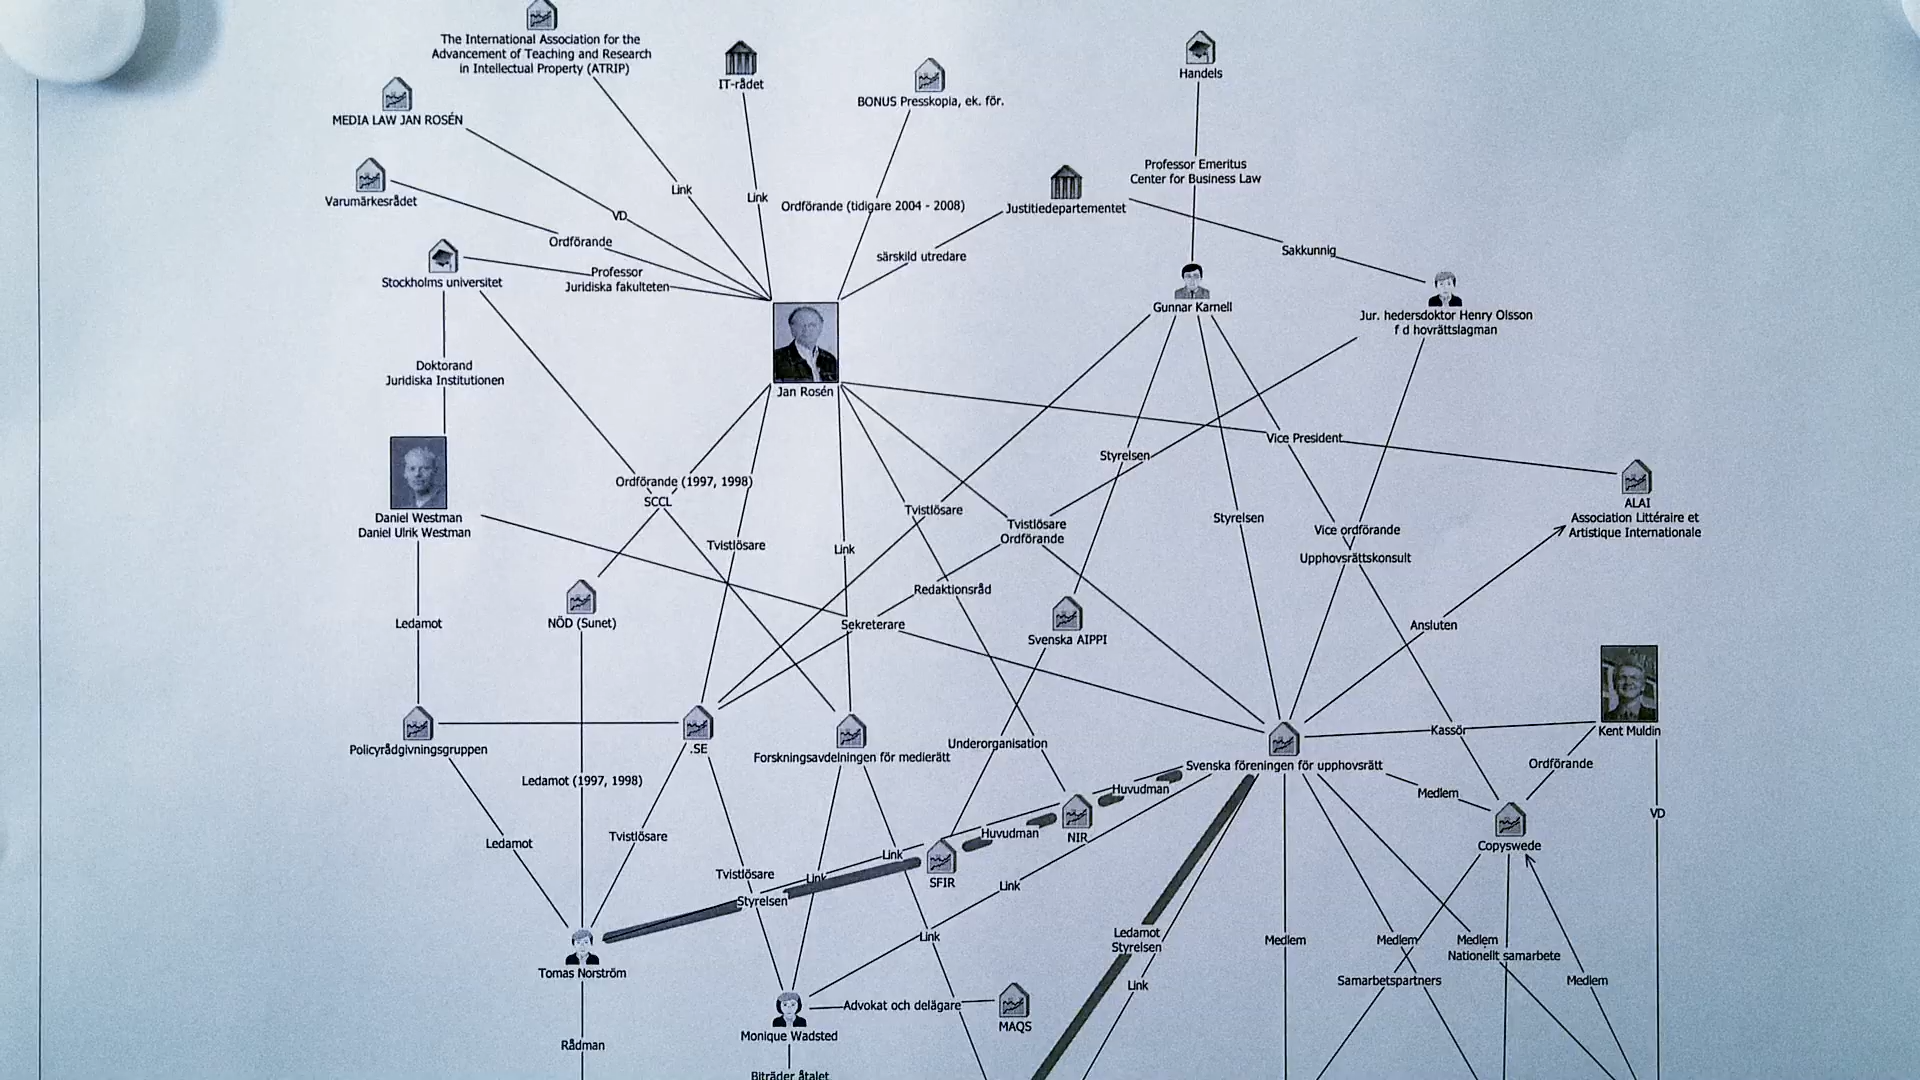 The International Association for the
Advancement of Teaching and Research
in Intellectual Property (ATRIP)
IT-rådet
Handels
BONUS Presskopia, ek. för.
MEDIA LAW JAN ROSÉN
Professor Emeritus
Center for Business Law
Link
Link
Varumärkesrådet
Ordförande (tidigare 2004 - 2008)
Justitiedepartementet
VD
Ordförande
Sakkunnig
särskild utredare
Professor
Juridiska fakulteten
Stockholms universitet
Gunnar Karnell
Jur. hedersdoktor Henry Olsson
f d hovrättslagman
Doktorand
Juridiska Institutionen
Jan Rosén
Vice President
Styrelsen
Ordförande (1997, 1998)
SCCL
ALAI
Association Littéraire et
Artistique Internationale
Tvistlösare
Styrelsen
Daniel Westman
Daniel Ulrik Westman
Tvistlösare
Ordförande
Vice ordförande
Tvistlösare
Link
Upphovsrättskonsult
Redaktionsråd
Ledamot
NÖD (Sunet)
Sekreterare
Ansluten
Svenska AIPPI
Kassör
Kent Muldin
Policyrådgivningsgruppen
.SE
Forskningsavdelningen för medierätt
Underorganisation
Svenska föreningen för upphovsrätt
Ordförande
Ledamot (1997, 1998)
Huvudman
Medlem
VD
Ledamot
Tvistlösare
Huvudman
NIR
Copyswede
Link
Tvistlösare
Link
SFIR
Link
Styrelsen
Link
Ledamot
Styrelsen
Medlem
Medlem
Medlem
Nationellt samarbete
Tomas Norström
Link
Samarbetspartners
Medlem
Advokat och delägare
MAQS
Monique Wadsted
Rådman
Biträder åtalet